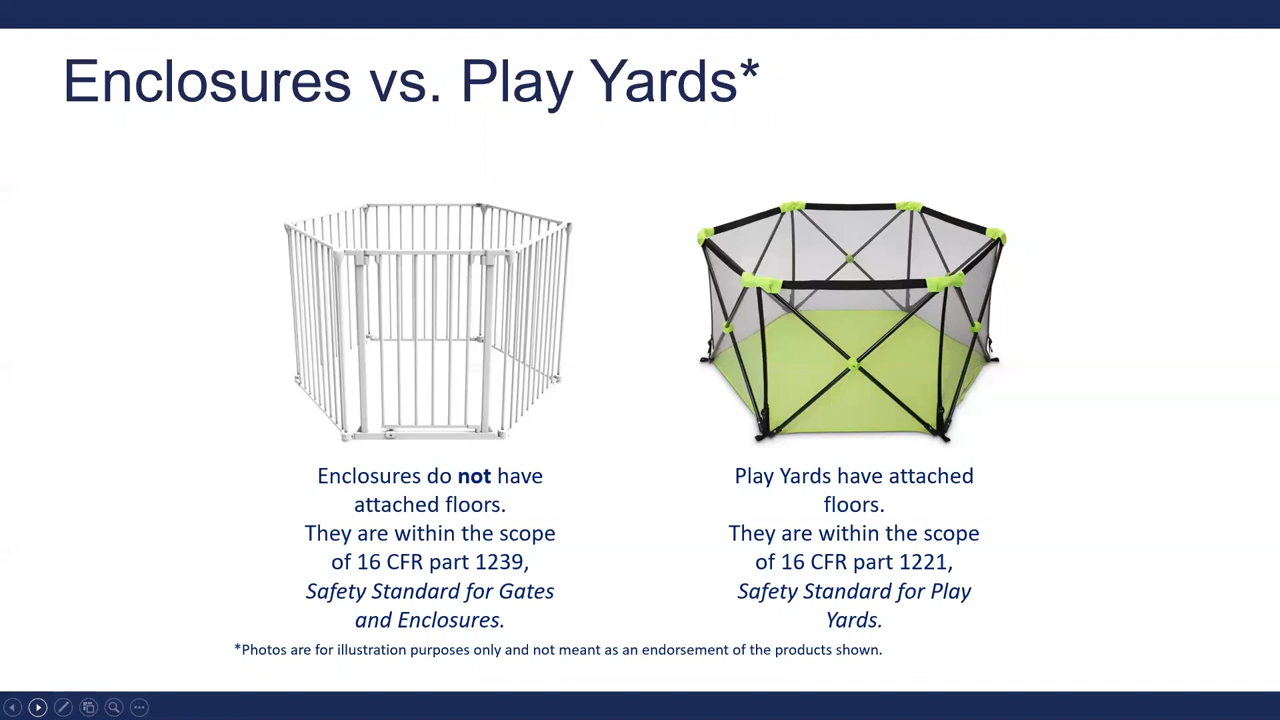 Enclosures vs. Play Yards*
Enclosures do not have
attached floors.
They are within the scope
of 16 CFR part 1239,
Safety Standard for Gates
and Enclosures.
Play Yards have attached
floors.
They are within the scope
of 16 CFR part 1221,
Safety Standard for Play
Yards.
*Photos are for illustration purposes only and not meant as an endorsement of the products shown.